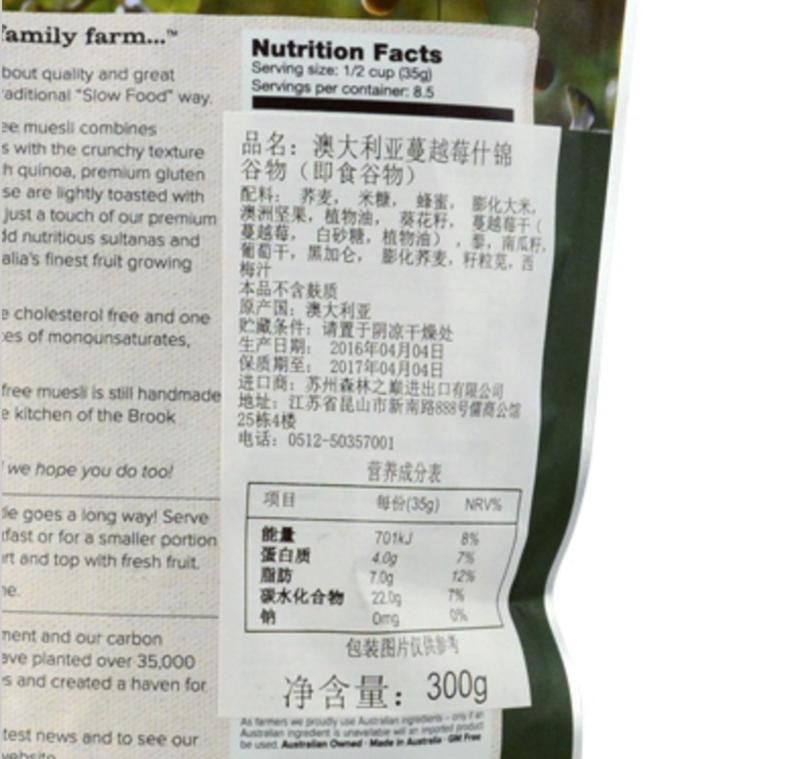 family farm...™
bout quality and great
raditional "Slow Food" way.
ee muesli combines
s with the crunchy texture
h quinoa, premium gluten
se are lightly toasted with
just a touch of our premium
dd nutritious sultanas and
alia's finest fruit growing
e cholesterol free and one
ces of monounsaturates,
free muesli is still handmade
e kitchen of the Brook
we hope you do too!
tle goes a long way! Serve
kfast or for a smaller portion
urt and top with fresh fruit.
ne.
ment and our carbon
ave planted over 35,000
s and created a haven for
test news and to see our
website
Nutrition Facts
Serving size: 1/2 cup (35g)
Servings per container: 8.5
品名：澳大利亚蔓越莓什锦
谷物（即食谷物）
配料： 荞麦， 米糠， 蜂蜜， 膨化大米，
澳洲坚果，植物油， 葵花籽， 蔓越莓干（
蔓越莓， 白砂糖，植物油），藜，南瓜籽，
葡萄干，黑加仑， 膨化荞麦，籽粒苋，西
梅汁
本品不含麸质
原产国：澳大利亚
贮藏条件：请置于阴凉干燥处
生产日期： 2016年04月04日
保质期至： 2017年04月04日
进口商：苏州森林之巅进出口有限公司
地址：江苏省昆山市新南路888号儒商公馆
25栋4楼
电话：0512-50357001
营养成分表
项目 每份(35g) NRV%
能量 701kJ 8%
蛋白质 4.0g 7%
脂肪 7.0g 12%
碳水化合物 22.0g 7%
钠 0mg 0%
包装图片仅供参考
净含量：300g
As farmers we proudly use Australian ingredients – only if an
Australian ingredient is unavailable will an imported product
be used. Australian Owned · Made in Australia · GM Free